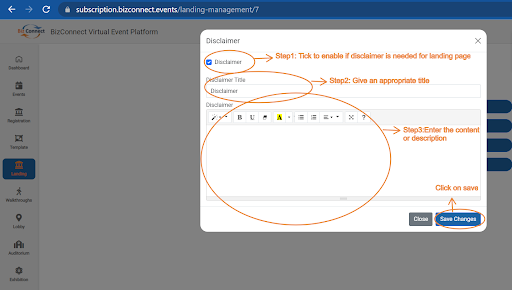 subscription.bizconnect.events/landing-management/7
BizConnect
BizConnect Virtual Event Platform
Dashboard
Events
Registration
Template
Landing
Walkthroughs
Lobby
Auditorium
Exhibition
Disclaimer
Disclaimer
Step1: Tick to enable if disclaimer is needed for landing page
Disclaimer Title
Step2: Give an appropriate title
Disclaimer
Disclaimer
B U A ?
Step3:Enter the content
or description
Click on save
Close
Save Changes